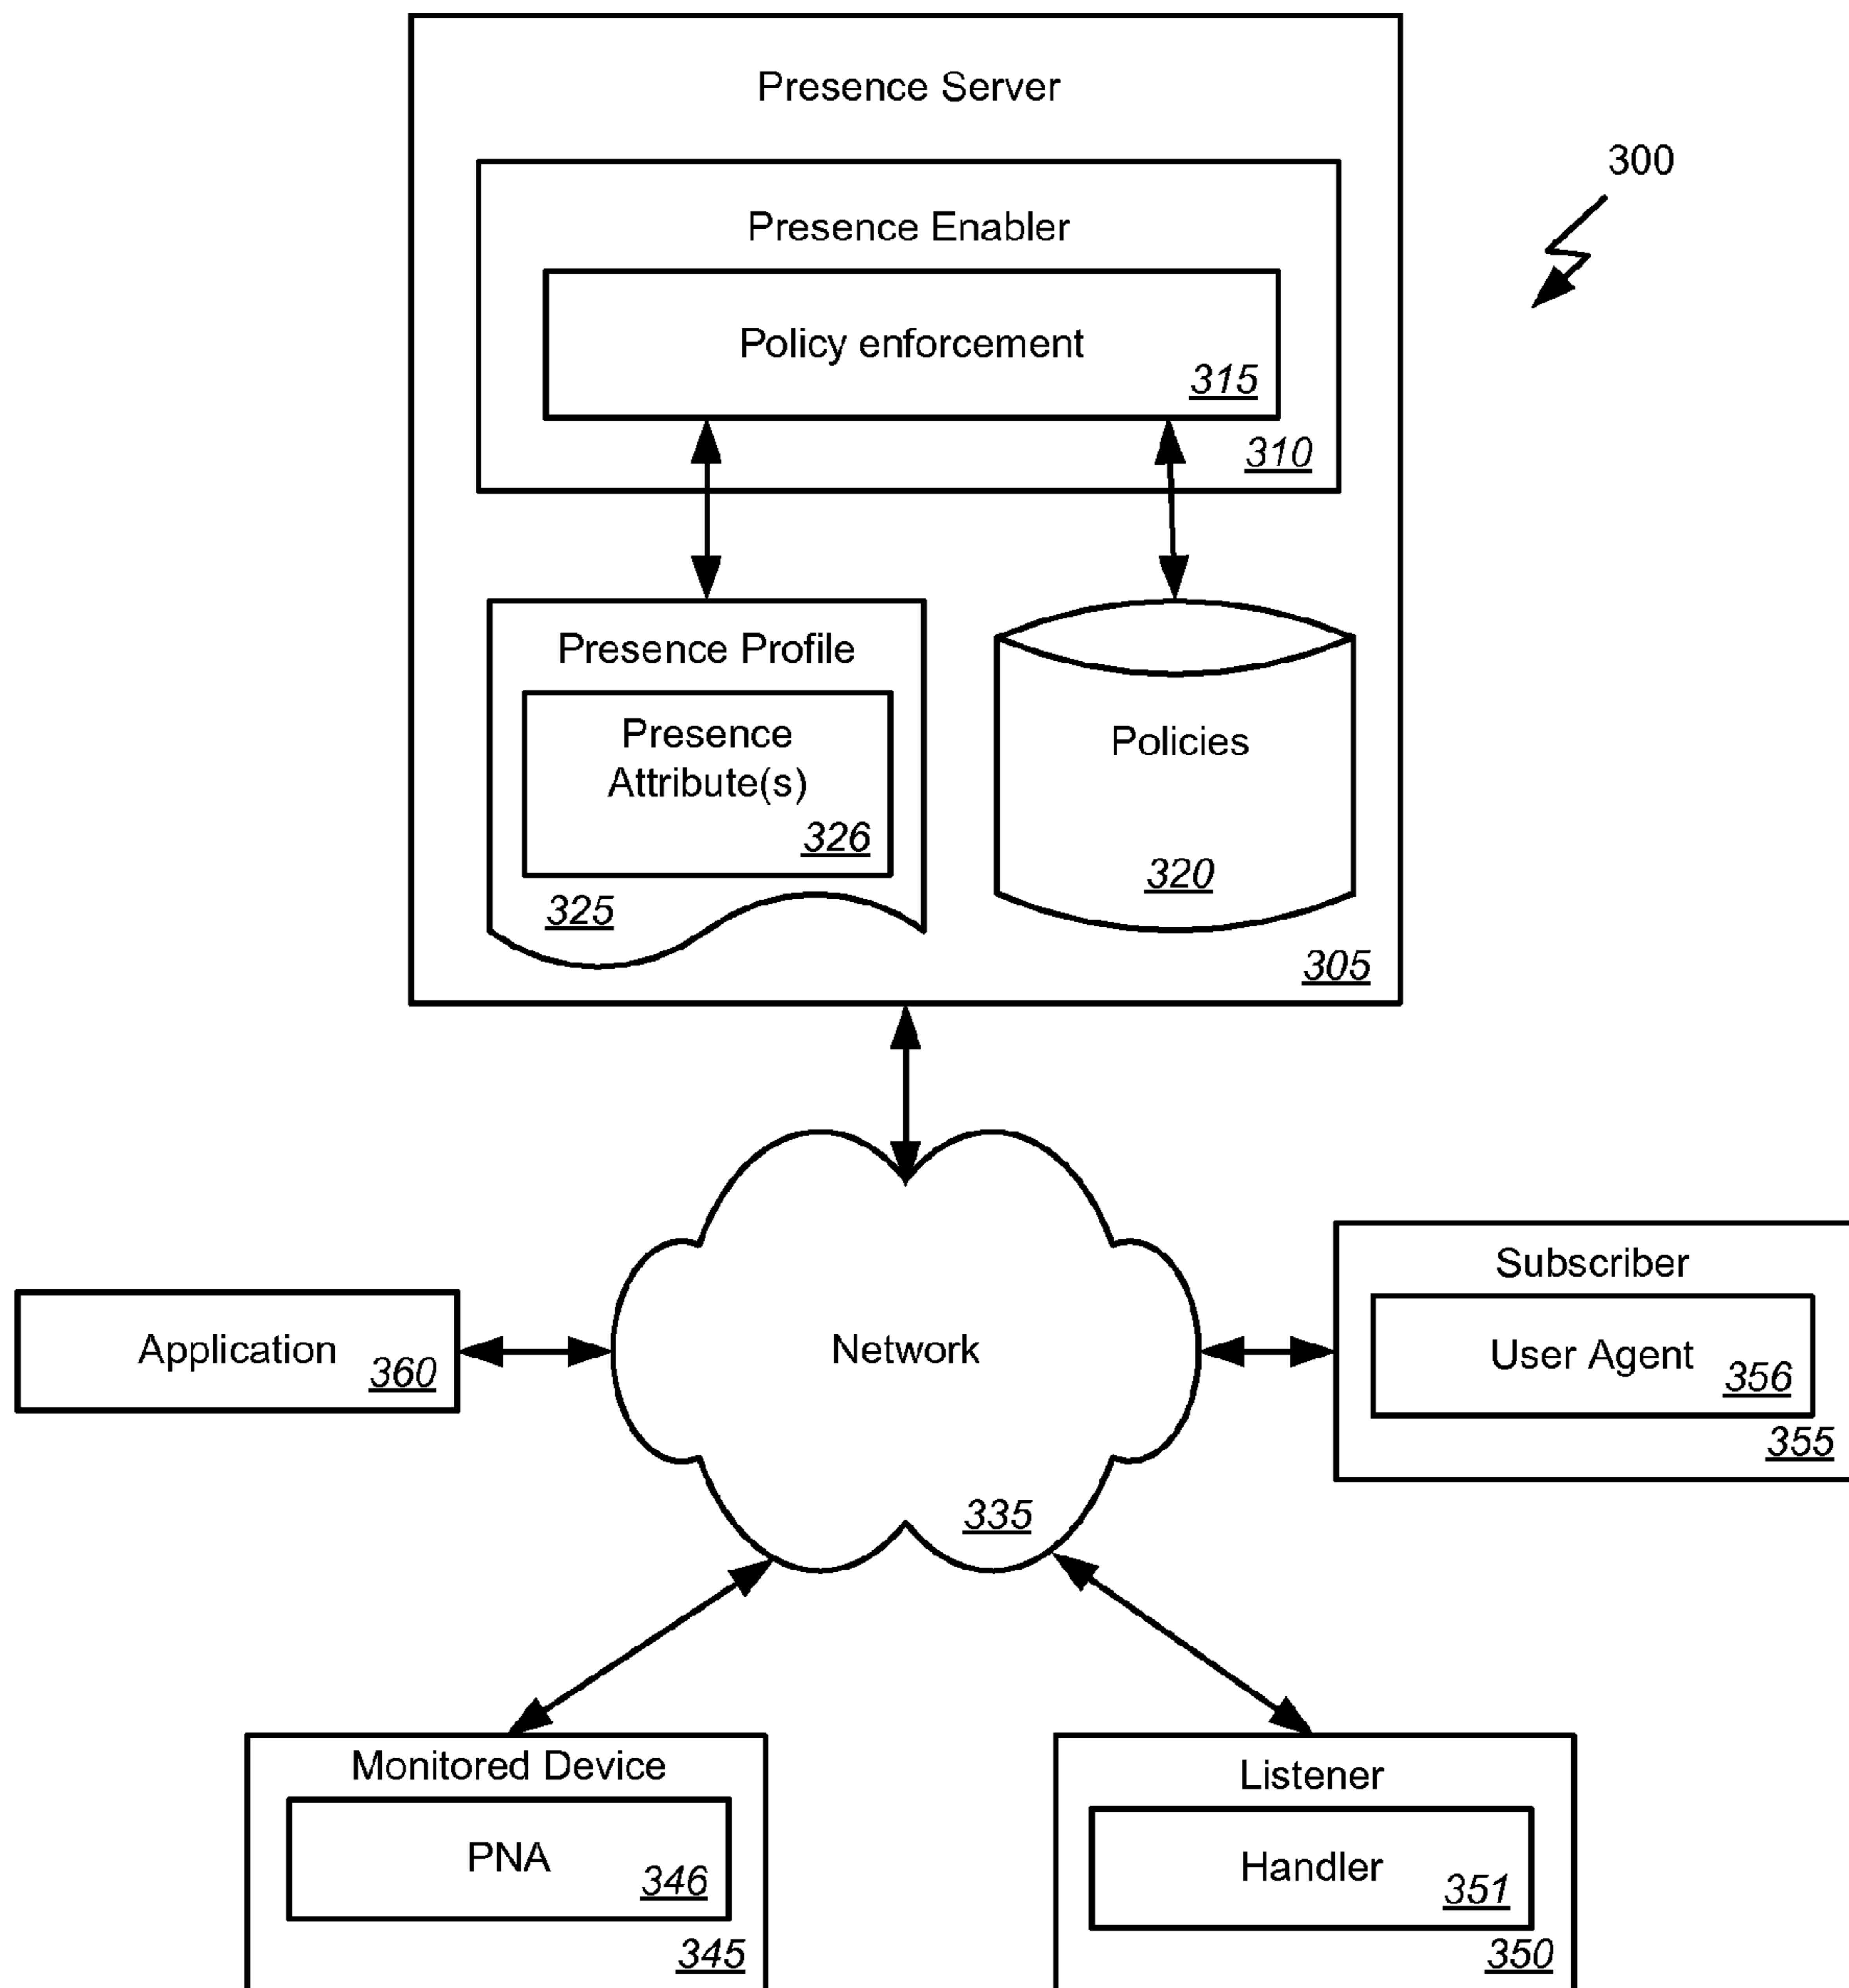 Presence Server
300
Presence Enabler
Policy enforcement
315
310
Presence Profile
Presence
Attribute(s)
326
325
Policies
320
305
Network
335
Application
360
Subscriber
User Agent
356
355
Monitored Device
PNA
346
345
Listener
Handler
351
350